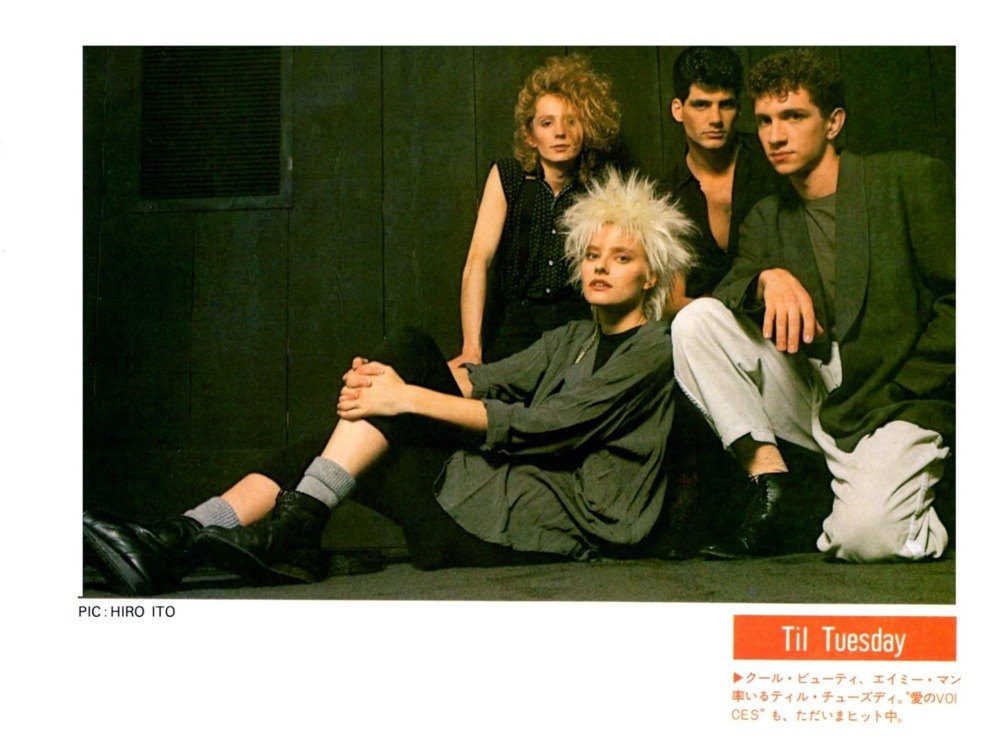 PIC : HIRO ITO
Til Tuesday
▶クール・ビューティ、エイミー・マン
率いるティル・チューズディ。“愛のVOI
CES”も、ただいまヒット中。